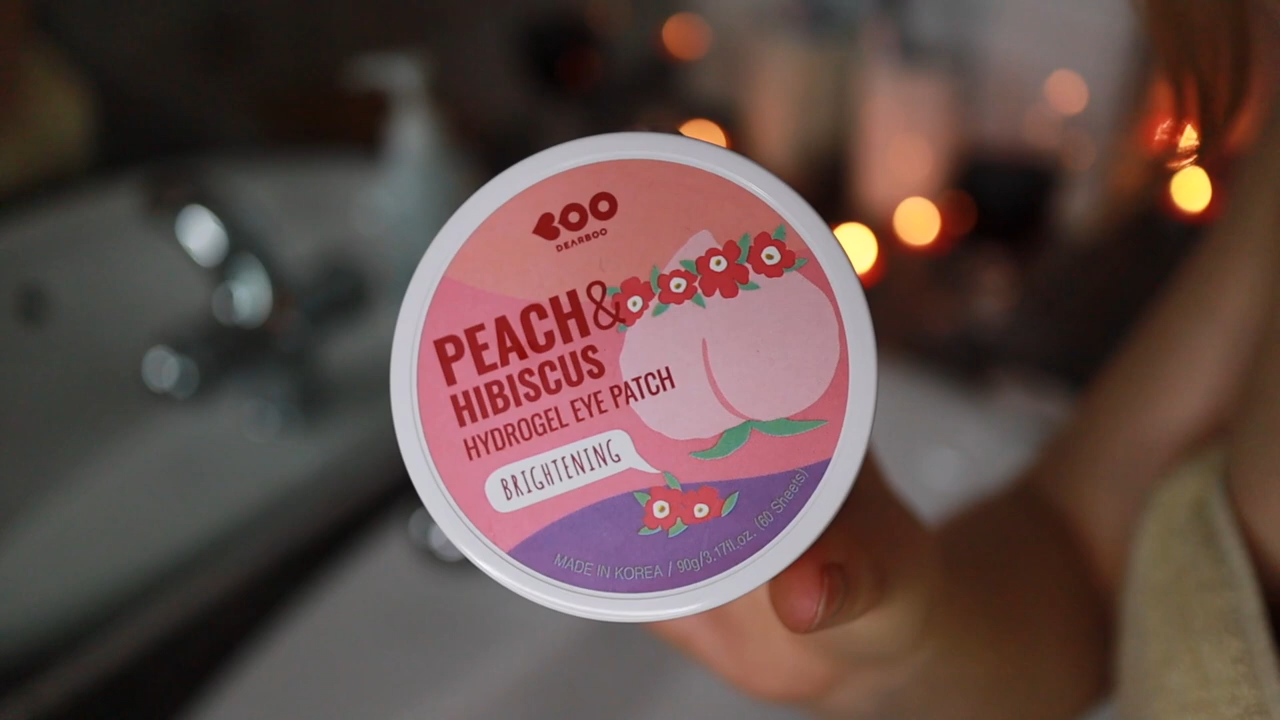 BOO
DEARBOO
PEACH &
HIBISCUS
HYDROGEL EYE PATCH
BRIGHTENING
MADE IN KOREA / 90g/3.17fl.oz. (60 Sheets)